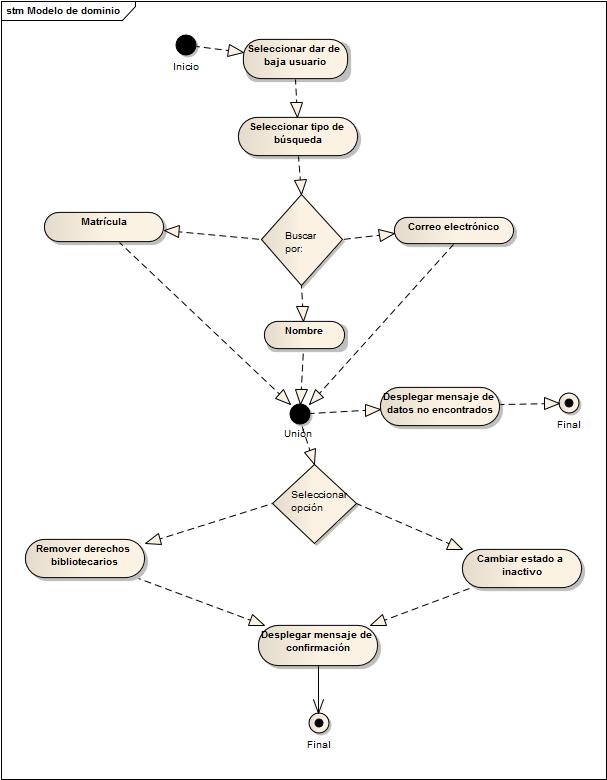 stm Modelo de dominio
Inicio
Seleccionar dar de
baja usuario
Seleccionar tipo de
búsqueda
Matrícula
Buscar
por:
Correo electrónico
Nombre
Desplegar mensaje de
datos no encontrados
Final
Unión
Seleccionar
opción
Remover derechos
bibliotecarios
Cambiar estado a
inactivo
Desplegar mensaje de
confirmación
Final